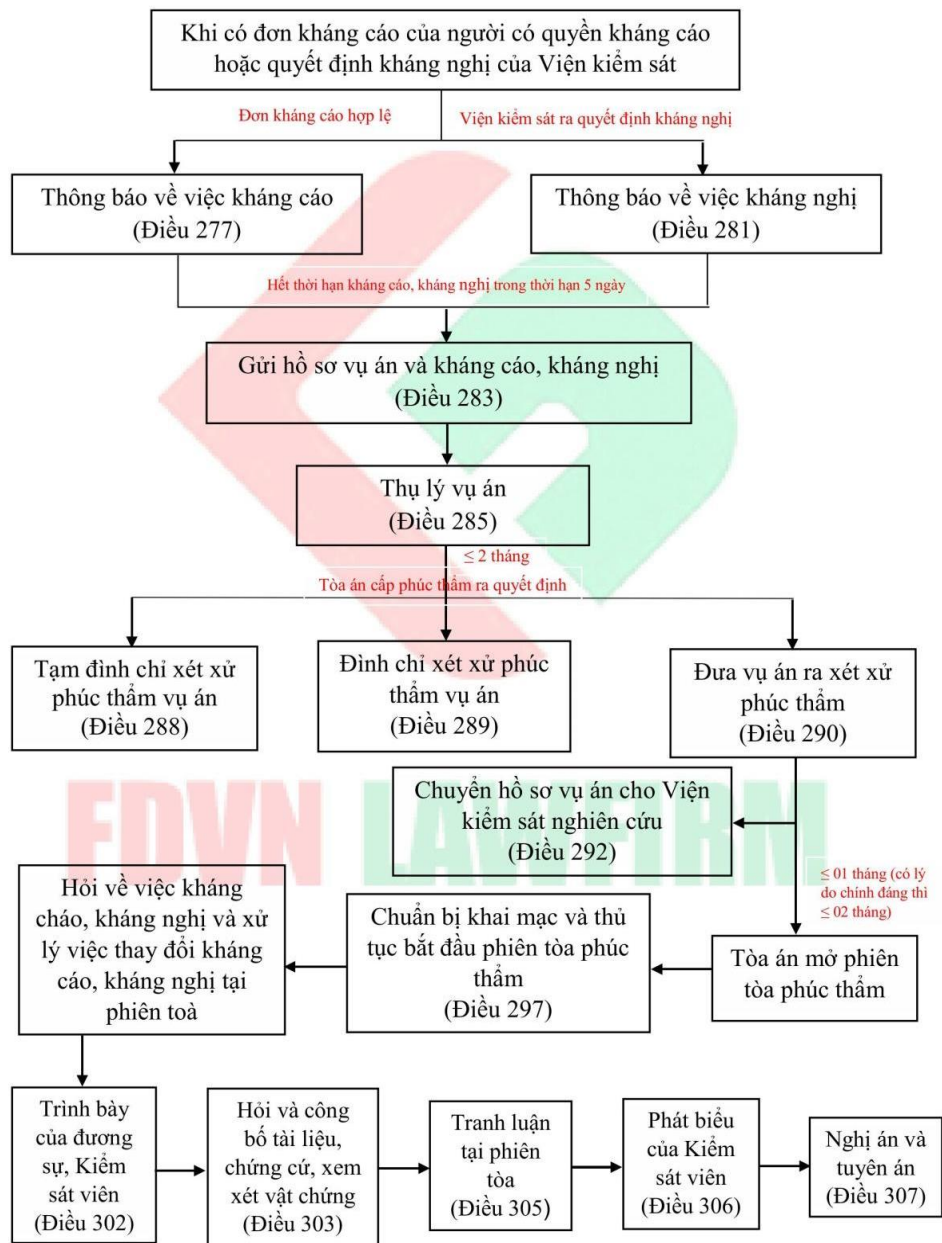 Khi có đơn kháng cáo của người có quyền kháng cáo
hoặc quyết định kháng nghị của Viện kiểm sát
Đơn kháng cáo hợp lệ
Viện kiểm sát ra quyết định kháng nghị
Thông báo về việc kháng cáo
(Điều 277)
Thông báo về việc kháng nghị
(Điều 281)
Hết thời hạn kháng cáo, kháng nghị trong thời hạn 5 ngày
Gửi hồ sơ vụ án và kháng cáo, kháng nghị
(Điều 283)
Thụ lý vụ án
(Điều 285)
≤ 2 tháng
Tòa án cấp phúc thẩm ra quyết định
Tạm đình chỉ xét xử
phúc thẩm vụ án
(Điều 288)
Đình chỉ xét xử phúc
thẩm vụ án
(Điều 289)
Đưa vụ án ra xét xử
phúc thẩm
(Điều 290)
Chuyển hồ sơ vụ án cho Viện
kiểm sát nghiên cứu
(Điều 292)
FDVN LAWFIRM
≤ 01 tháng (có lý
do chính đáng thì
≤ 02 tháng)
Tòa án mở phiên
tòa phúc thẩm
Chuẩn bị khai mạc và thủ
tục bắt đầu phiên tòa phúc
thẩm
(Điều 297)
Hỏi về việc kháng
cháo, kháng nghị và xử
lý việc thay đổi kháng
cáo, kháng nghị tại
phiên toà
Trình bày
của đương
sự, Kiểm
sát viên
(Điều 302)
Hỏi và công
bố tài liệu,
chứng cứ, xem
xét vật chứng
(Điều 303)
Tranh luận
tại phiên
tòa
(Điều 305)
Phát biểu
của Kiểm
sát viên
(Điều 306)
Nghị án và
tuyên án
(Điều 307)